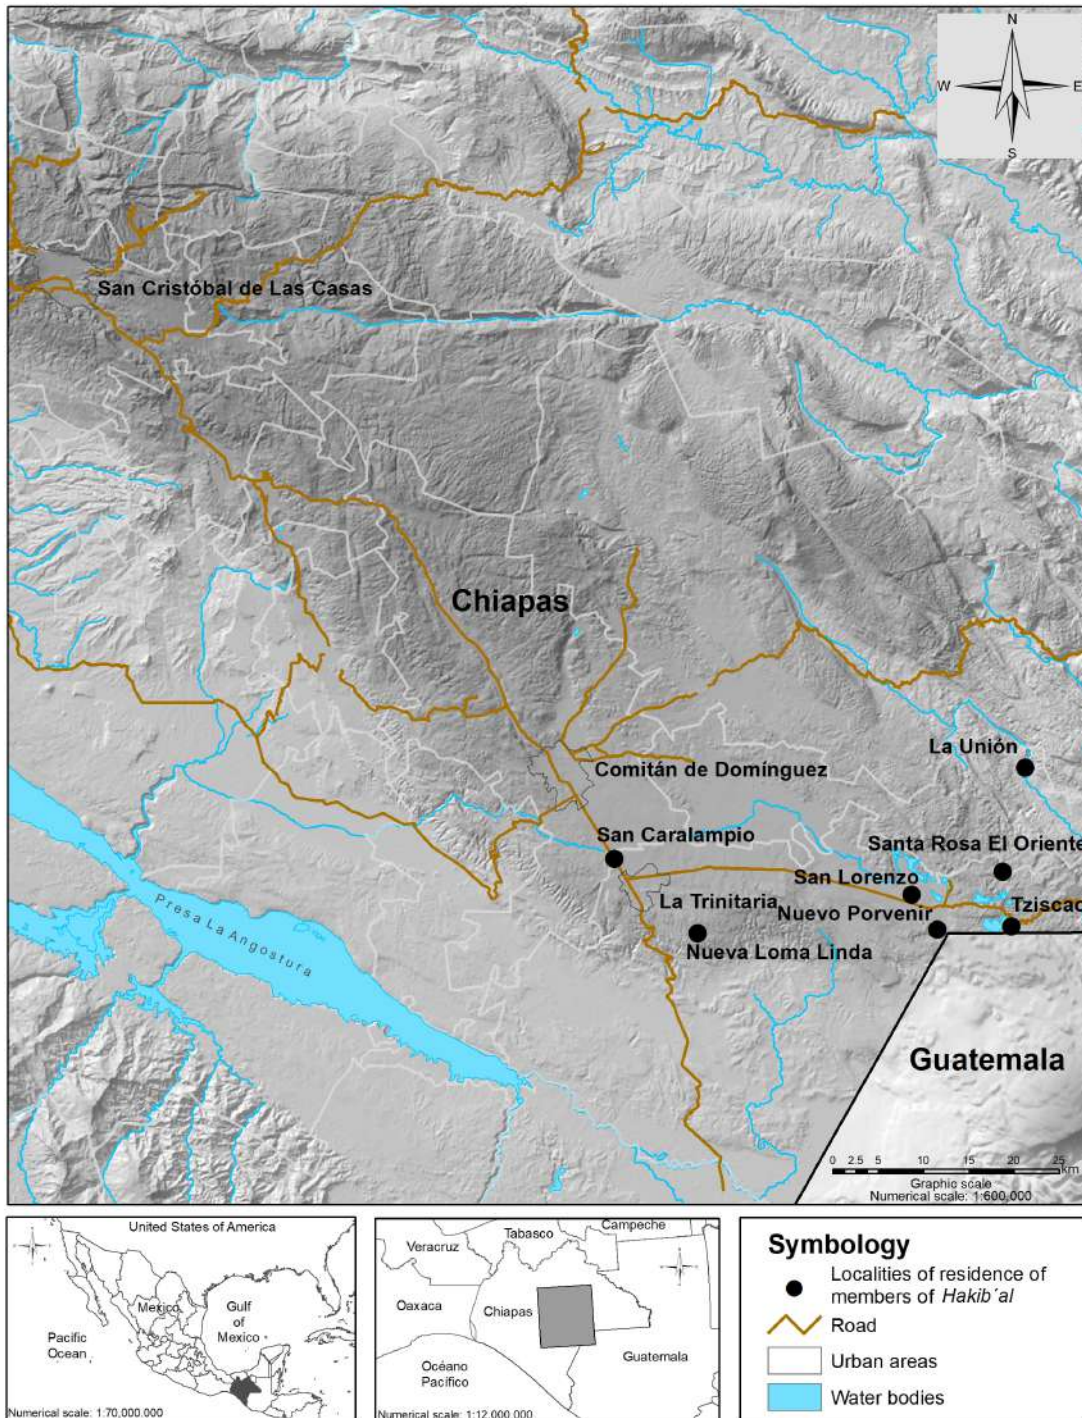 N
W
E
S
San Cristóbal de Las Casas
Chiapas
La Unión
Comitán de Domínguez
San Caralampio
Santa Rosa El Oriente
San Lorenzo
La Trinitaria
Tziscao
Nuevo Porvenir
Nueva Loma Linda
Presa La Angostura
Guatemala
0 2.5 5 10 15 20 25
km
Graphic scale
Numerical scale: 1:600,000
United States of America
Mexico
Gulf
of
Mexico
Pacific
Ocean
Numerical scale: 1:70,000,000
Campeche
Tabasco
Veracruz
Oaxaca
Chiapas
Guatemala
Océano
Pacífico
Numerical scale: 1:12,000,000
Symbology
Localities of residence of
members of Hakib´al
Road
Urban areas
Water bodies